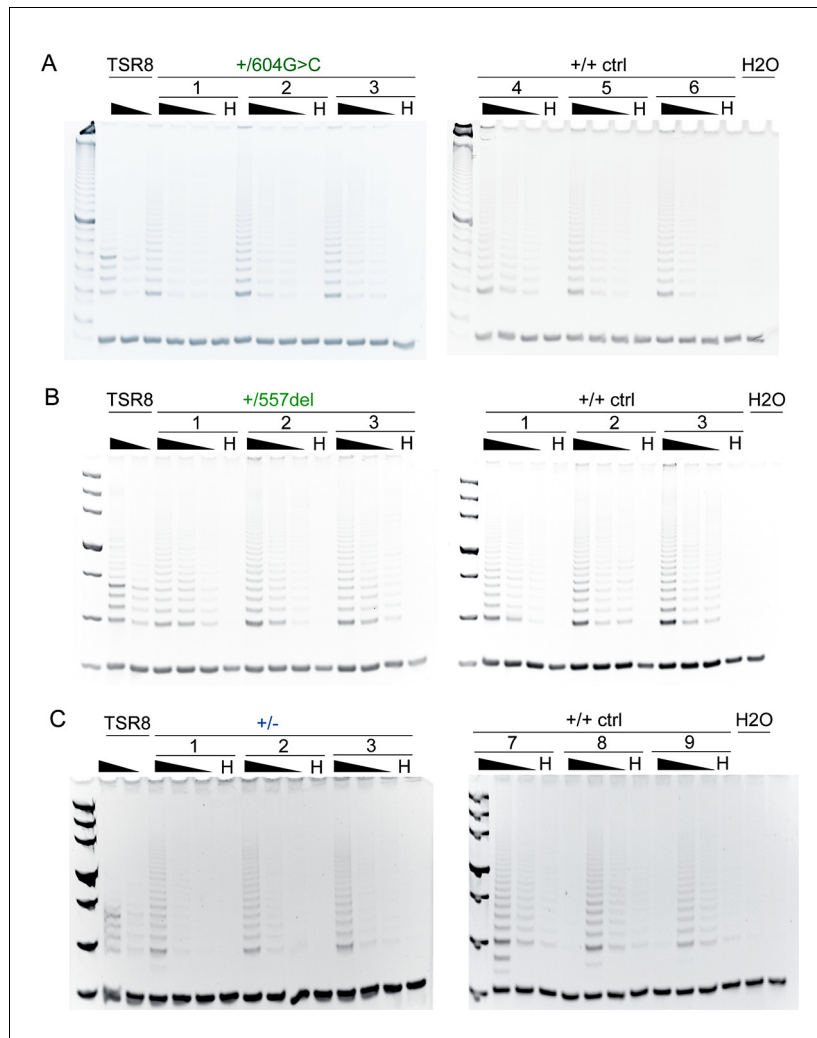 A
TSR8 +/604G>C +/+ ctrl H2O
1 2 3 4 5 6
H H H H H H
B
TSR8 +/557del +/+ ctrl H2O
1 2 3 1 2 3
H H H H H H
C
TSR8 +/- +/+ ctrl H2O
1 2 3 7 8 9
H H H H H H